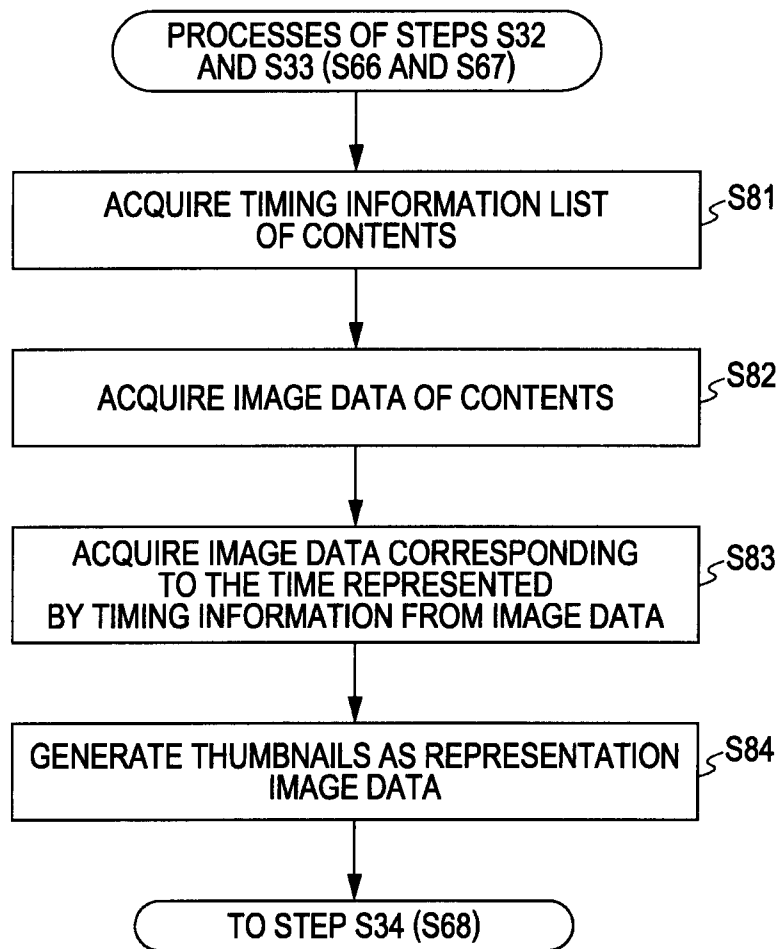 PROCESSES OF STEPS S32
AND S33 (S66 AND S67)
ACQUIRE TIMING INFORMATION LIST
OF CONTENTS
S81
ACQUIRE IMAGE DATA OF CONTENTS
S82
ACQUIRE IMAGE DATA CORRESPONDING
TO THE TIME REPRESENTED
BY TIMING INFORMATION FROM IMAGE DATA
S83
GENERATE THUMBNAILS AS REPRESENTATION
IMAGE DATA
S84
TO STEP S34 (S68)